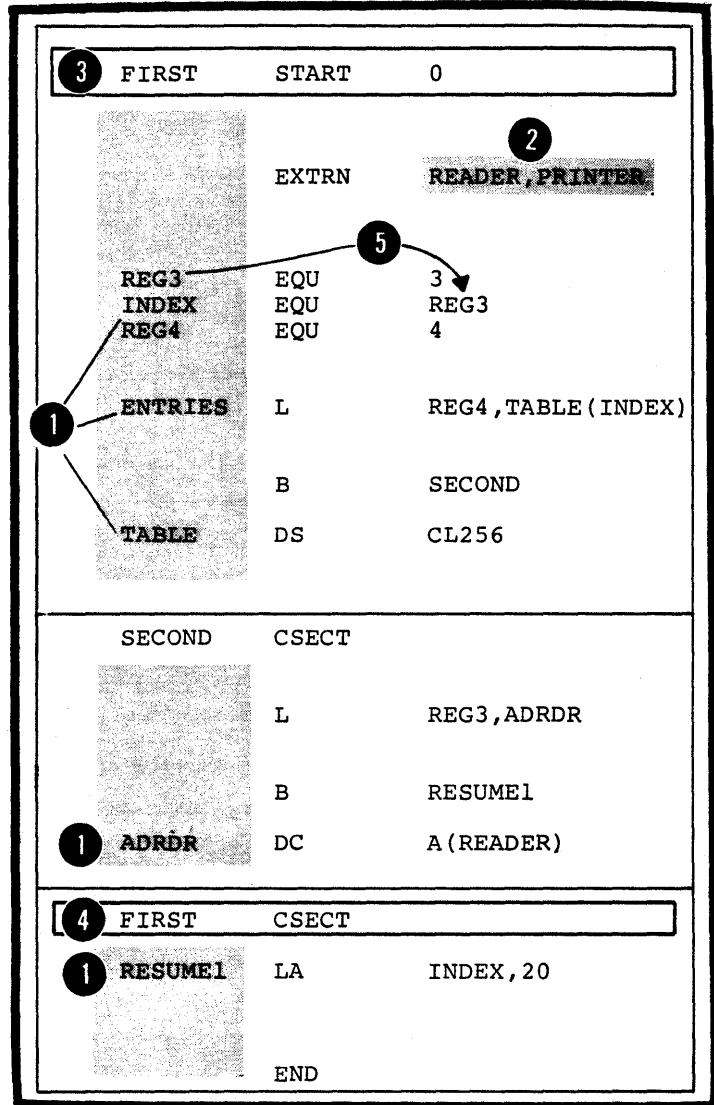 3 FIRST START 0
2
EXTRN READER,PRINTER
5
REG3 EQU 3
INDEX EQU REG3
REG4 EQU 4
1 ENTRIES L REG4,TABLE(INDEX)
B SECOND
TABLE DS CL256
SECOND CSECT
L REG3,ADRDR
B RESUME1
1 ADRDR DC A(READER)
4 FIRST CSECT
1 RESUME1 LA INDEX,20
END